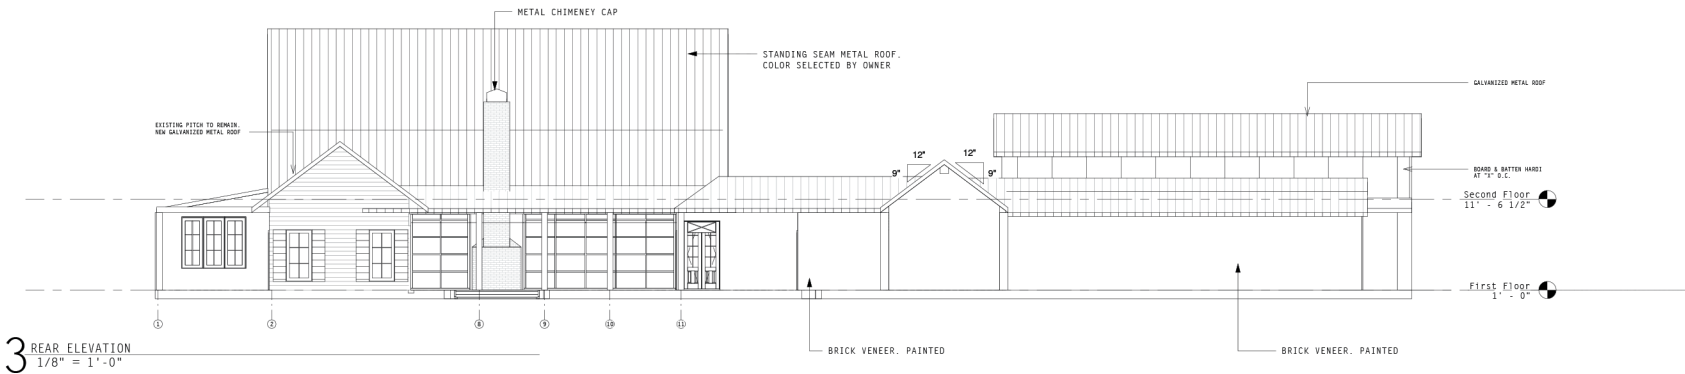 METAL CHIMENEY CAP
STANDING SEAM METAL ROOF.
COLOR SELECTED BY OWNER
GALVANIZED METAL ROOF
EXISTING PITCH TO REMAIN.
NEW GALVANIZED METAL ROOF
12"
12"
9"
9"
BOARD & BATTEN HARDI
AT "X" O.C.
Second Floor
11' - 6 1/2"
First Floor
1' - 0"
1
2
8
9
10
11
BRICK VENEER. PAINTED
BRICK VENEER. PAINTED
3
REAR ELEVATION
1/8" = 1'-0"